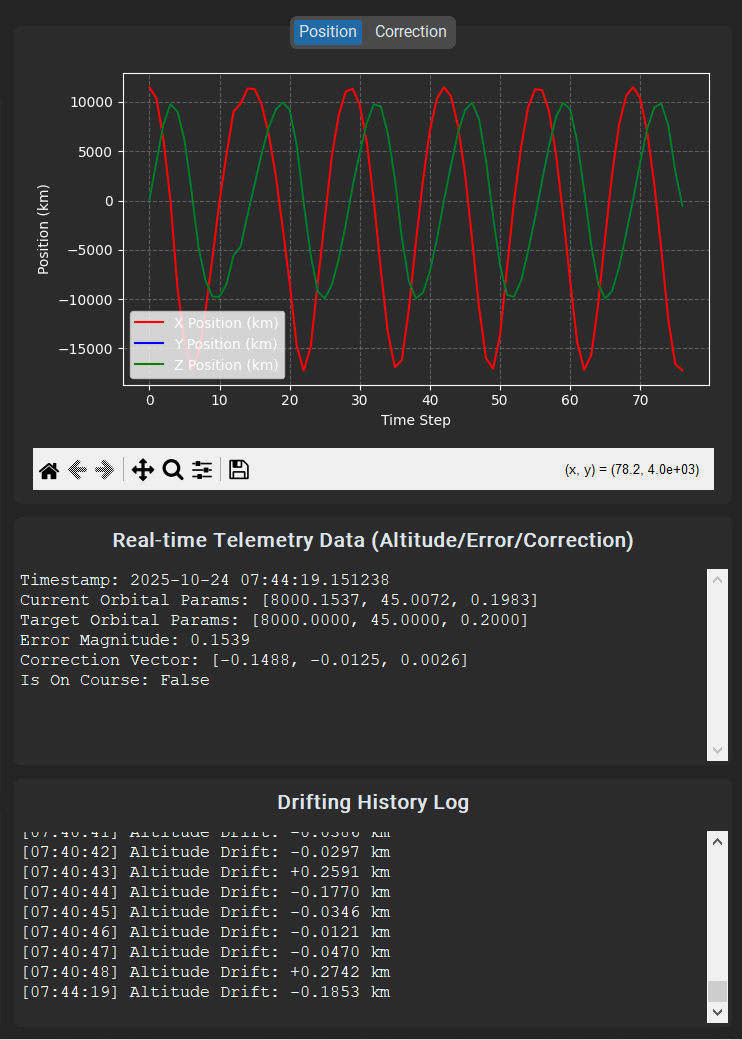 Position Correction
10000
5000
0
−5000
−10000
−15000
Position (km)
X Position (km)
Y Position (km)
Z Position (km)
0 10 20 30 40 50 60 70
Time Step
(x, y) = (78.2, 4.0e+03)
Real-time Telemetry Data (Altitude/Error/Correction)
Timestamp: 2025-10-24 07:44:19.151238
Current Orbital Params: [8000.1537, 45.0072, 0.1983]
Target Orbital Params: [8000.0000, 45.0000, 0.2000]
Error Magnitude: 0.1539
Correction Vector: [-0.1488, -0.0125, 0.0026]
Is On Course: False
Drifting History Log
[07:40:41] Altitude Drift: km
[07:40:42] Altitude Drift: -0.0297 km
[07:40:43] Altitude Drift: +0.2591 km
[07:40:44] Altitude Drift: -0.1770 km
[07:40:45] Altitude Drift: -0.0346 km
[07:40:46] Altitude Drift: -0.0121 km
[07:40:47] Altitude Drift: -0.0470 km
[07:40:48] Altitude Drift: +0.2742 km
[07:44:19] Altitude Drift: -0.1853 km